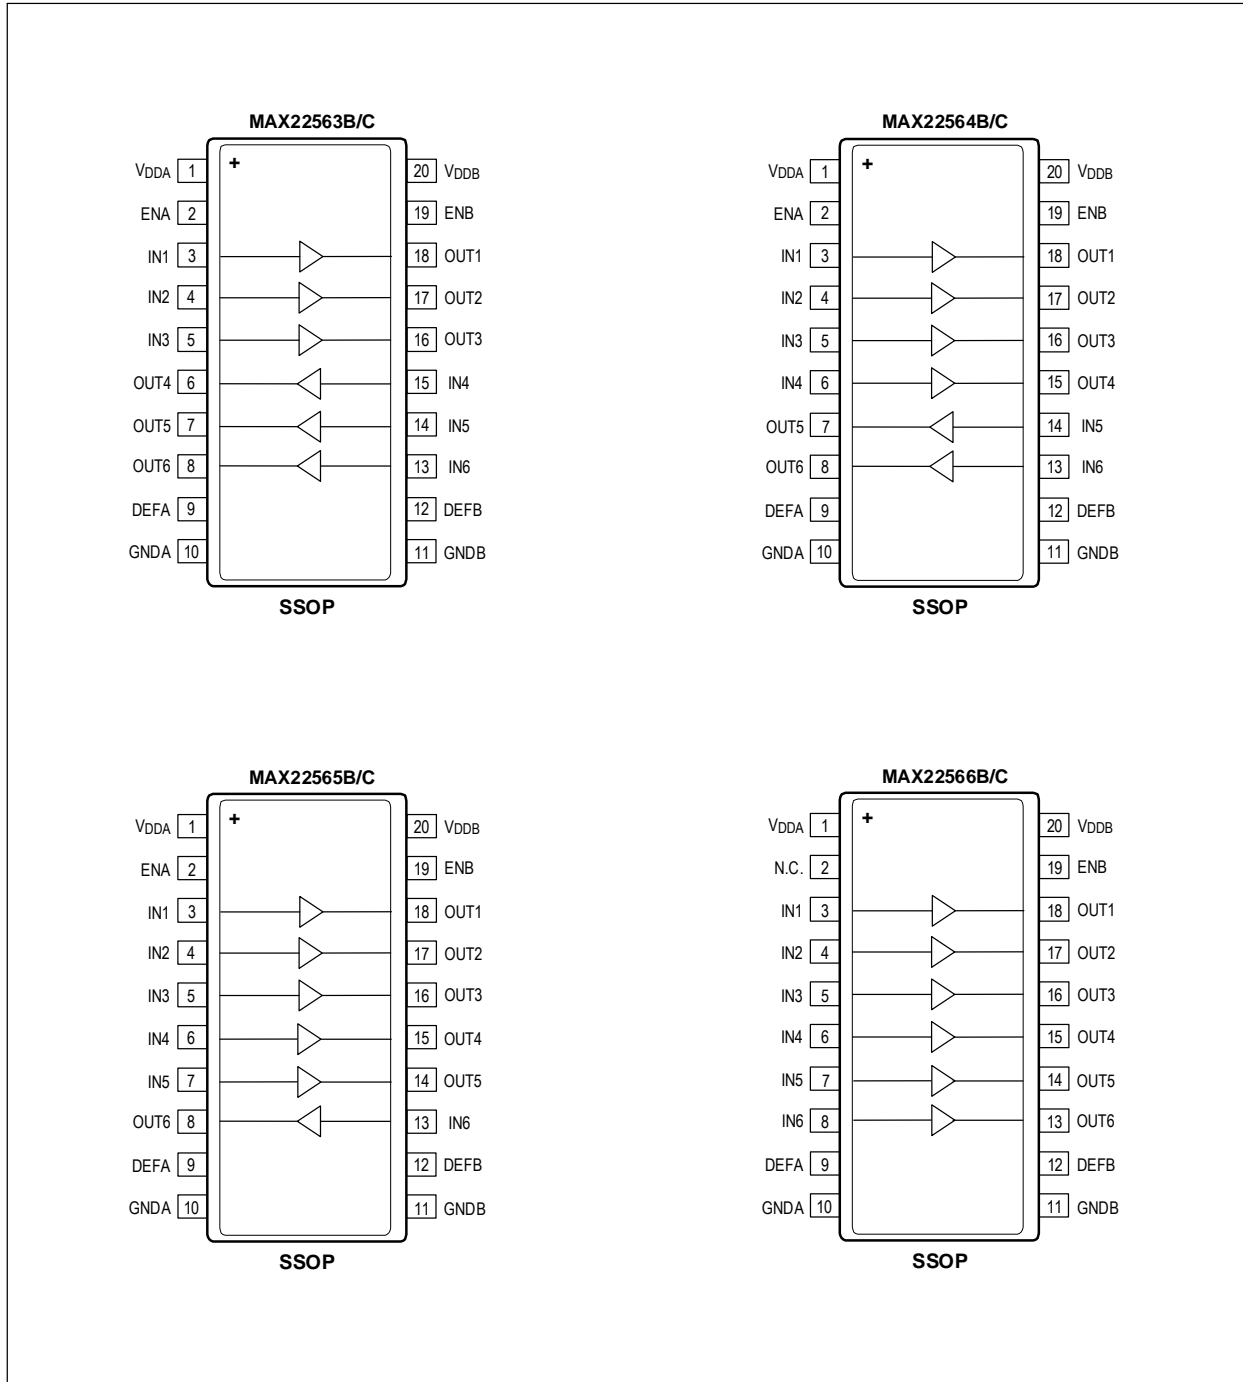 MAX22563B/C
VDDA 1 + 20 VDDB
ENA 2 19 ENB
IN1 3 18 OUT1
IN2 4 17 OUT2
IN3 5 16 OUT3
OUT4 6 15 IN4
OUT5 7 14 IN5
OUT6 8 13 IN6
DEFA 9 12 DEFB
GNDA 10 11 GNDB
SSOP
MAX22564B/C
VDDA 1 + 20 VDDB
ENA 2 19 ENB
IN1 3 18 OUT1
IN2 4 17 OUT2
IN3 5 16 OUT3
IN4 6 15 OUT4
OUT5 7 14 IN5
OUT6 8 13 IN6
DEFA 9 12 DEFB
GNDA 10 11 GNDB
SSOP
MAX22565B/C
VDDA 1 + 20 VDDB
ENA 2 19 ENB
IN1 3 18 OUT1
IN2 4 17 OUT2
IN3 5 16 OUT3
IN4 6 15 OUT4
IN5 7 14 OUT5
OUT6 8 13 IN6
DEFA 9 12 DEFB
GNDA 10 11 GNDB
SSOP
MAX22566B/C
VDDA 1 + 20 VDDB
N.C. 2 19 ENB
IN1 3 18 OUT1
IN2 4 17 OUT2
IN3 5 16 OUT3
IN4 6 15 OUT4
IN5 7 14 OUT5
IN6 8 13 OUT6
DEFA 9 12 DEFB
GNDA 10 11 GNDB
SSOP